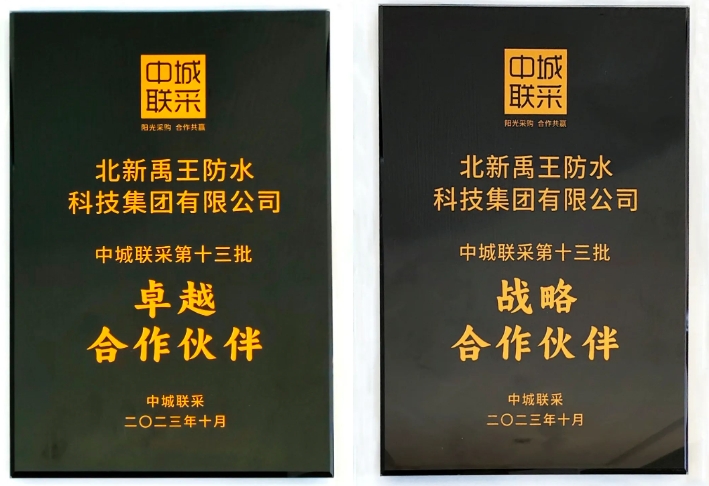 中城
联采
阳光采购 合作共赢
北新禹王防水
科技集团有限公司
中城联采第十三批
卓越
合作伙伴
中城联采
二〇二三年十月
中城
联采
阳光采购 合作共赢
北新禹王防水
科技集团有限公司
中城联采第十三批
战略
合作伙伴
中城联采
二〇二三年十月